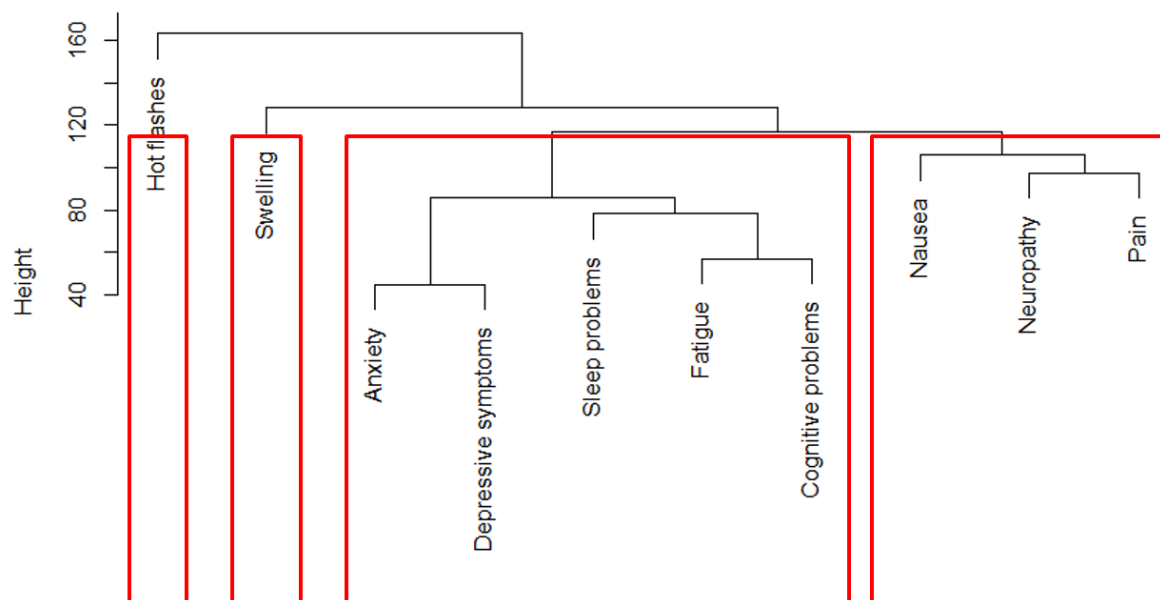 Height
160
120
80
40
Hot flashes
Swelling
Anxiety
Depressive symptoms
Sleep problems
Fatigue
Cognitive problems
Nausea
Neuropathy
Pain